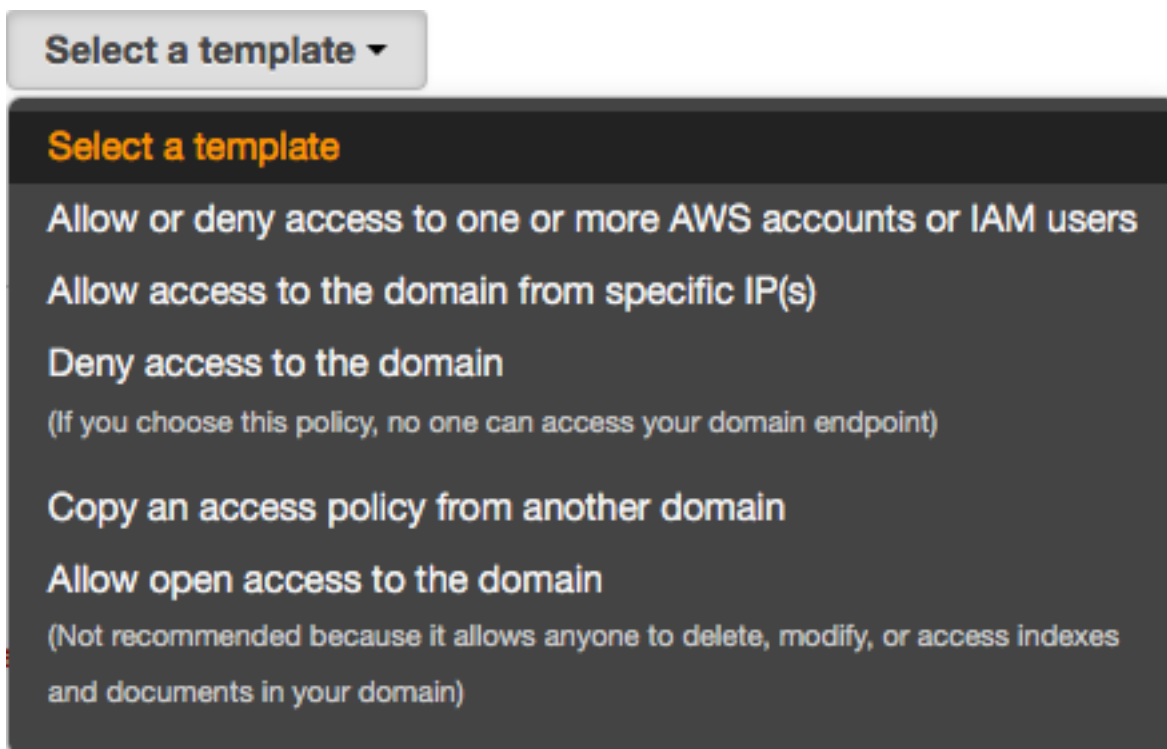 Select a template
Select a template
Allow or deny access to one or more AWS accounts or IAM users
Allow access to the domain from specific IP(s)
Deny access to the domain
(If you choose this policy, no one can access your domain endpoint)
Copy an access policy from another domain
Allow open access to the domain
(Not recommended because it allows anyone to delete, modify, or access indexes
and documents in your domain)